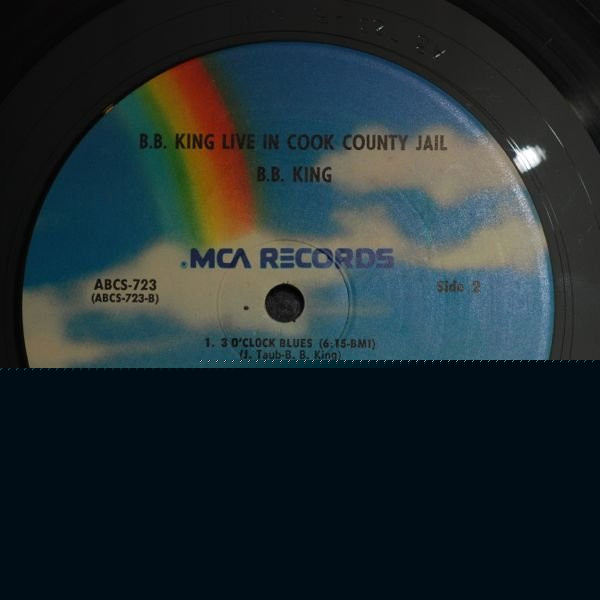 B.B. KING LIVE IN COOK COUNTY JAIL
B.B. KING
MCA RECORDS
ABCS-723
(ABCS-723-B)
Side 2
1. 3 O'CLOCK BLUES (6:15-BMI)
(J. Taub-B. B. King)